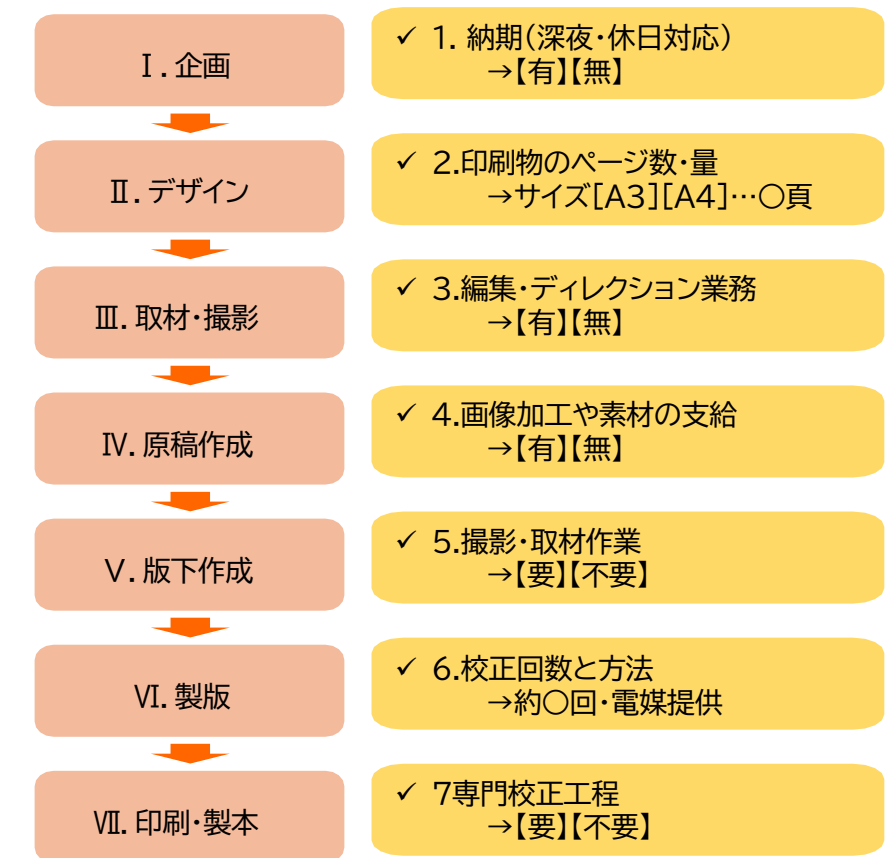 Ⅰ.企画
✓ 1. 納期(深夜・休日対応)
→【有】【無】
Ⅱ.デザイン
✓ 2.印刷物のページ数・量
→サイズ[A3][A4]…〇頁
Ⅲ.取材・撮影
✓ 3.編集・ディレクション業務
→【有】【無】
Ⅳ.原稿作成
✓ 4.画像加工や素材の支給
→【有】【無】
Ⅴ.版下作成
✓ 5.撮影・取材作業
→【要】【不要】
Ⅵ.製版
✓ 6.校正回数と方法
→約〇回・電媒提供
Ⅶ.印刷・製本
✓ 7専門校正工程
→【要】【不要】